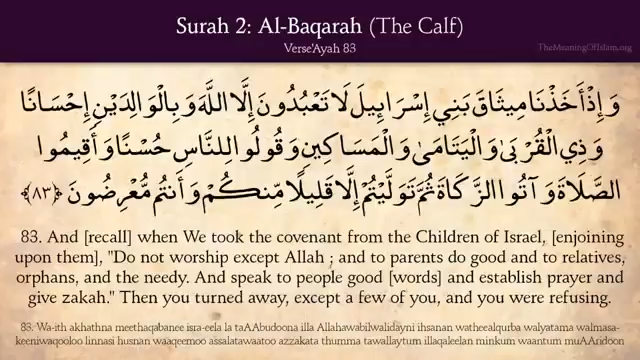 Surah 2: Al-Baqarah (The Calf)
Verse'Ayah 83
TheMeaningOfIslam.org
وَإِذْ أَخَذْنَا مِيثَاقَ بَنِي إِسْرَائِيلَ لَا تَعْبُدُونَ إِلَّا اللَّهَ وَبِالْوَالِدَيْنِ إِحْسَانًا
وَذِي الْقُرْبَىٰ وَالْيَتَامَىٰ وَالْمَسَاكِينِ وَقُولُوا لِلنَّاسِ حُسْنًا وَأَقِيمُوا
الصَّلَاةَ وَآتُوا الزَّكَاةَ ثُمَّ تَوَلَّيْتُمْ إِلَّا قَلِيلًا مِّنكُمْ وَأَنتُم مُّعْرِضُونَ ﴿٨٣﴾
83. And [recall] when We took the covenant from the Children of Israel, [enjoining
upon them], "Do not worship except Allah ; and to parents do good and to relatives,
orphans, and the needy. And speak to people good [words] and establish prayer and
give zakah." Then you turned away, except a few of you, and you were refusing.
83. Wa-ith akhathna meethaqabanee isra-eela la taAAbudoona illa Allahawabilwalidayni ihsanan watheealqurba walyatama walmasa-
keeniwaqooloo linnasi husnan waaqeemoo assalatawaatoo azzakata thumma tawallaytum illaqaleelan minkum waantum muAAridoon